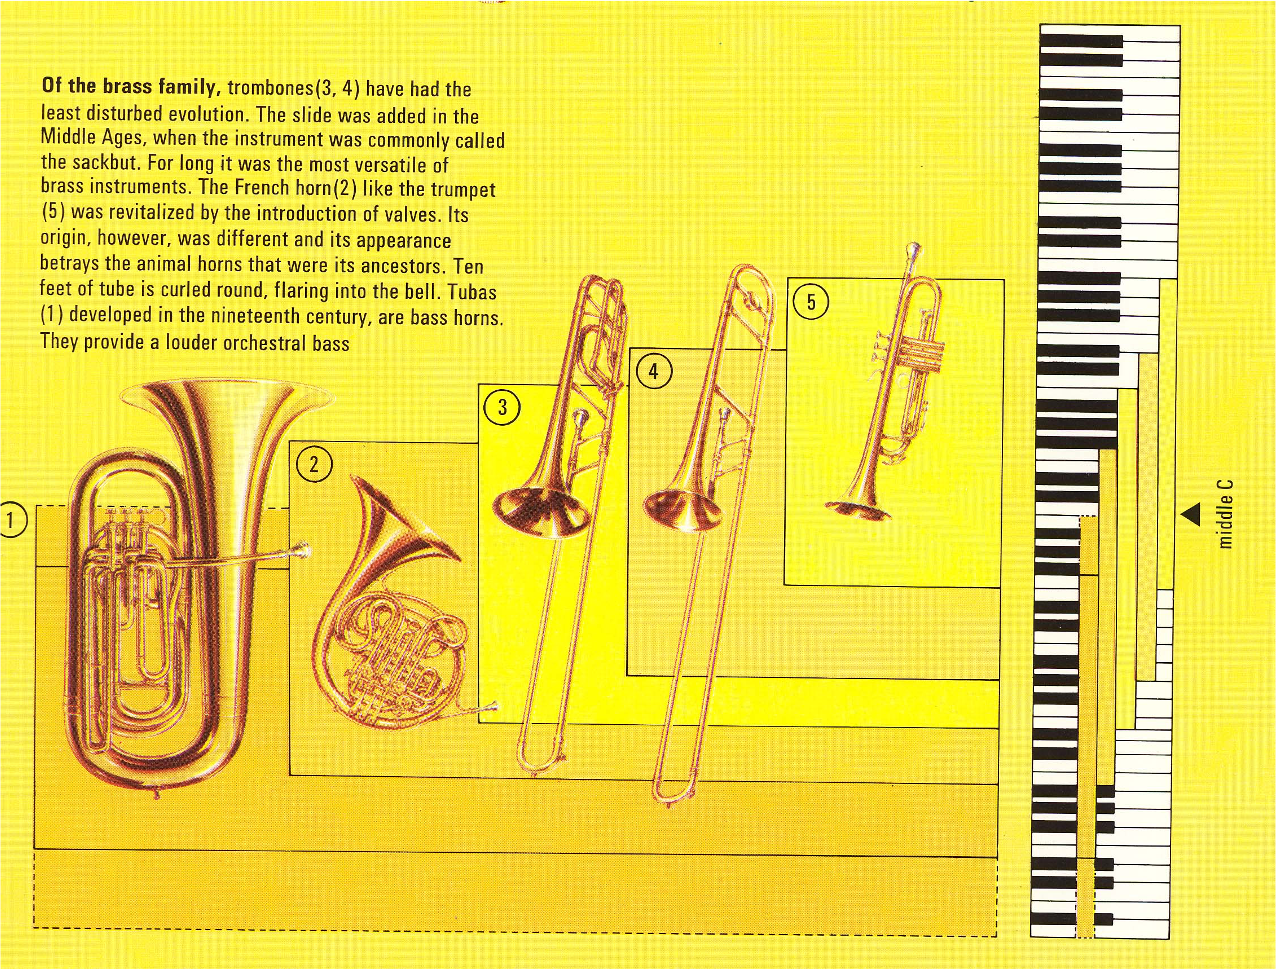 Of the brass family, trombones(3, 4) have had the
least disturbed evolution. The slide was added in the
Middle Ages, when the instrument was commonly called
the sackbut. For long it was the most versatile of
brass instruments. The French horn(2) like the trumpet
(5) was revitalized by the introduction of valves. Its
origin, however, was different and its appearance
betrays the animal horns that were its ancestors. Ten
feet of tube is curled round, flaring into the bell. Tubas
(1) developed in the nineteenth century, are bass horns.
They provide a louder orchestral bass
1
2
3
4
5
middle C